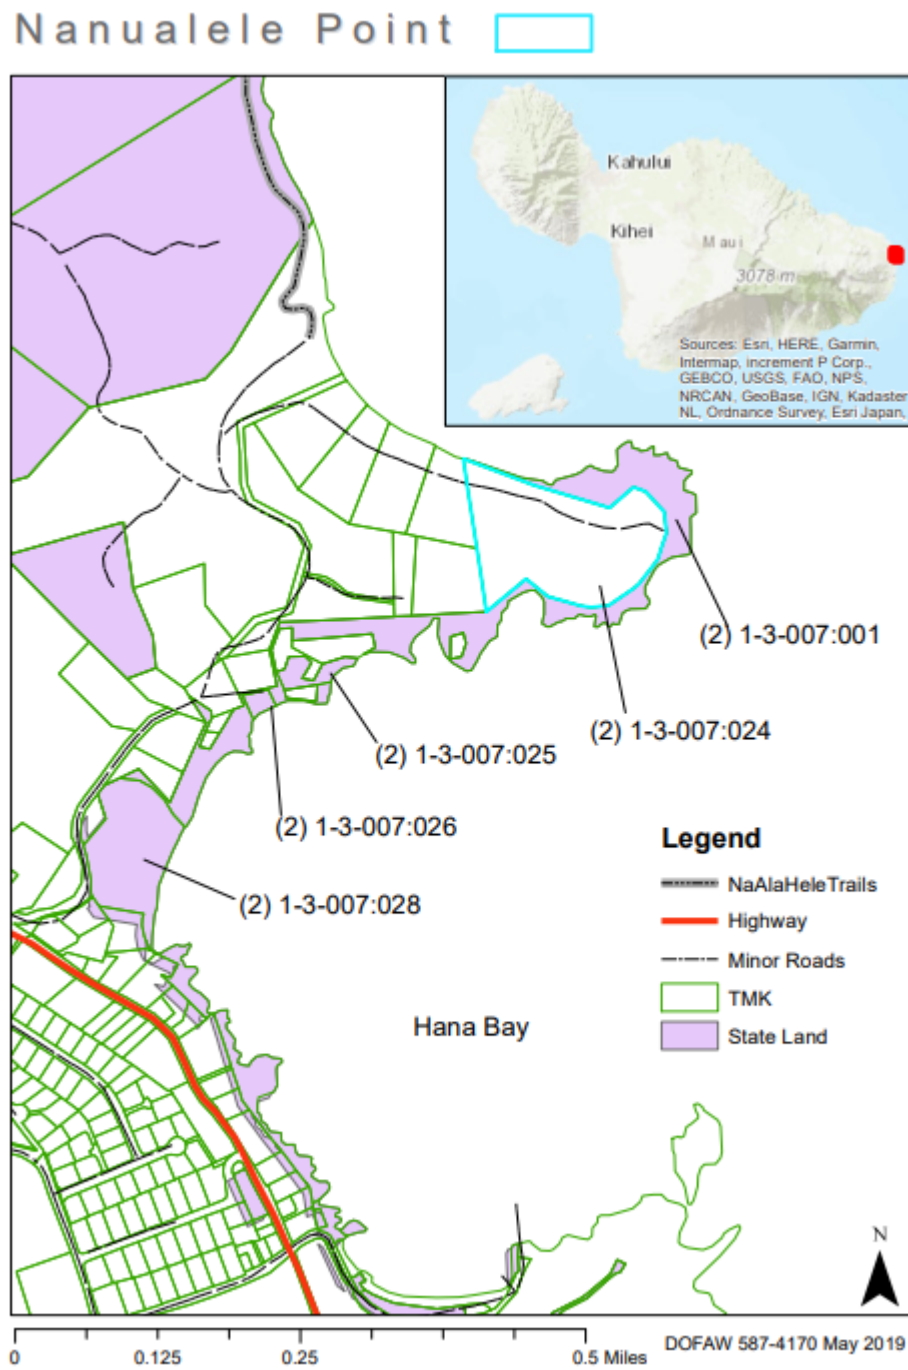 Nanualele Point
Kahului
Kihei
Maui
3078 m
Sources: Esri, HERE, Garmin,
Intermap, increment P Corp.,
GEBCO, USGS, FAO, NPS,
NRCAN, GeoBase, IGN, Kadaster
NL, Ordnance Survey, Esri Japan,
(2) 1-3-007:001
(2) 1-3-007:024
(2) 1-3-007:025
(2) 1-3-007:026
(2) 1-3-007:028
Legend
NaAlaHeleTrails
Highway
Minor Roads
TMK
State Land
Hana Bay
N
0 0.125 0.25 0.5 Miles
DOFAW 587-4170 May 2019